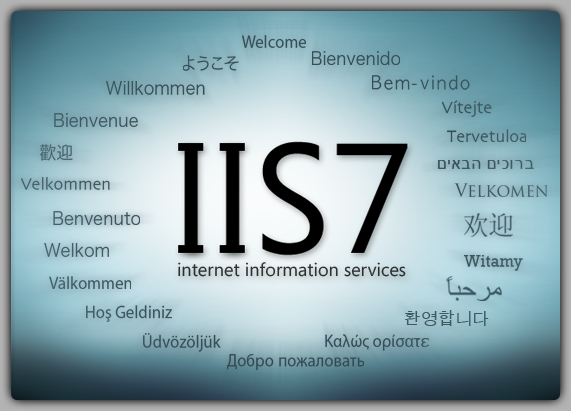 Welcome
Bienvenido
ようこそ
Bem-vindo
Willkommen
Vítejte
Bienvenue
Tervetuloa
歡迎
ברוכים הבאים
Velkommen
VELKOMEN
IIS7
Benvenuto
欢迎
Welkom
Witamy
internet information services
Välkommen
مرحباً
Hoş Geldiniz
환영합니다
Üdvözöljük
Καλώς ορίσατε
Добро пожаловать